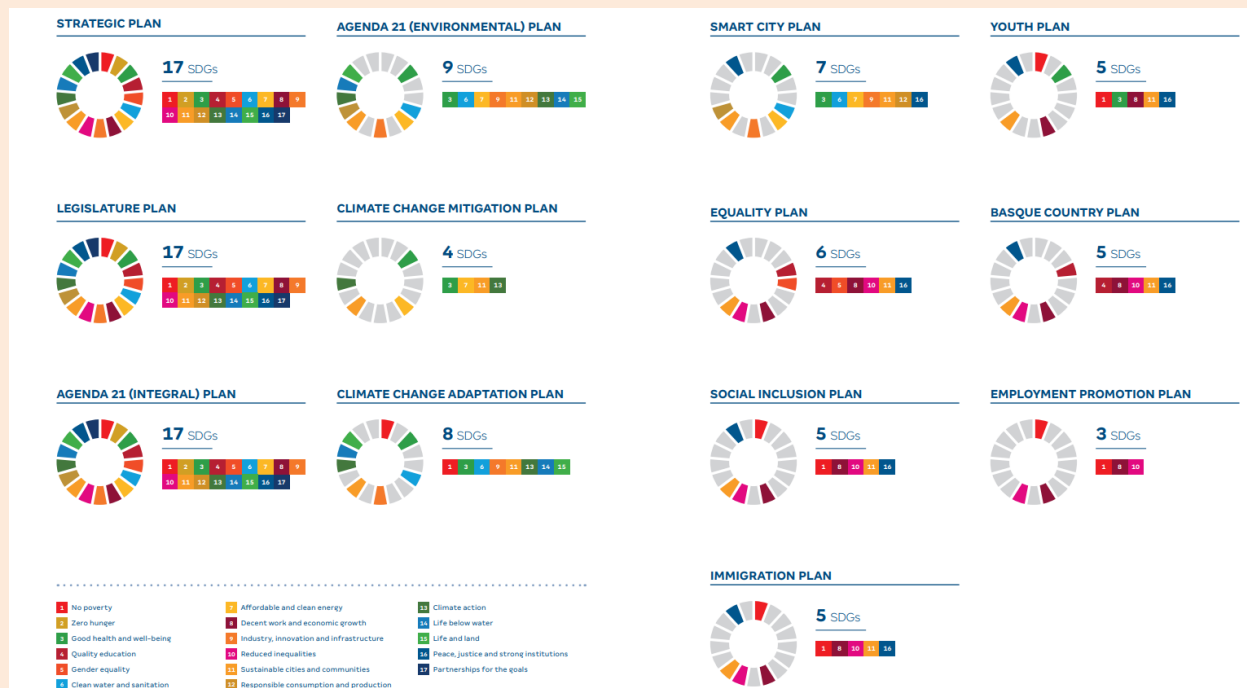 STRATEGIC PLAN
17 SDGs
1 2 3 4 5 6 7 8 9
10 11 12 13 14 15 16 17
AGENDA 21 (ENVIRONMENTAL) PLAN
9 SDGs
3 6 7 9 11 12 13 14 15
SMART CITY PLAN
7 SDGs
3 6 7 9 11 12 16
YOUTH PLAN
5 SDGs
1 3 8 11 16
LEGISLATURE PLAN
17 SDGs
1 2 3 4 5 6 7 8 9
10 11 12 13 14 15 16 17
CLIMATE CHANGE MITIGATION PLAN
4 SDGs
3 7 11 13
EQUALITY PLAN
6 SDGs
4 5 8 10 11 16
BASQUE COUNTRY PLAN
5 SDGs
4 8 10 11 16
AGENDA 21 (INTEGRAL) PLAN
17 SDGs
1 2 3 4 5 6 7 8 9
10 11 12 13 14 15 16 17
CLIMATE CHANGE ADAPTATION PLAN
8 SDGs
1 3 6 9 11 13 14 15
SOCIAL INCLUSION PLAN
5 SDGs
1 8 10 11 16
EMPLOYMENT PROMOTION PLAN
3 SDGs
1 8 10
IMMIGRATION PLAN
5 SDGs
1 8 10 11 16
1 No poverty
2 Zero hunger
3 Good health and well-being
4 Quality education
5 Gender equality
6 Clean water and sanitation
7 Affordable and clean energy
8 Decent work and economic growth
9 Industry, innovation and infrastructure
10 Reduced inequalities
11 Sustainable cities and communities
12 Responsible consumption and production
13 Climate action
14 Life below water
15 Life and land
16 Peace, justice and strong institutions
17 Partnerships for the goals